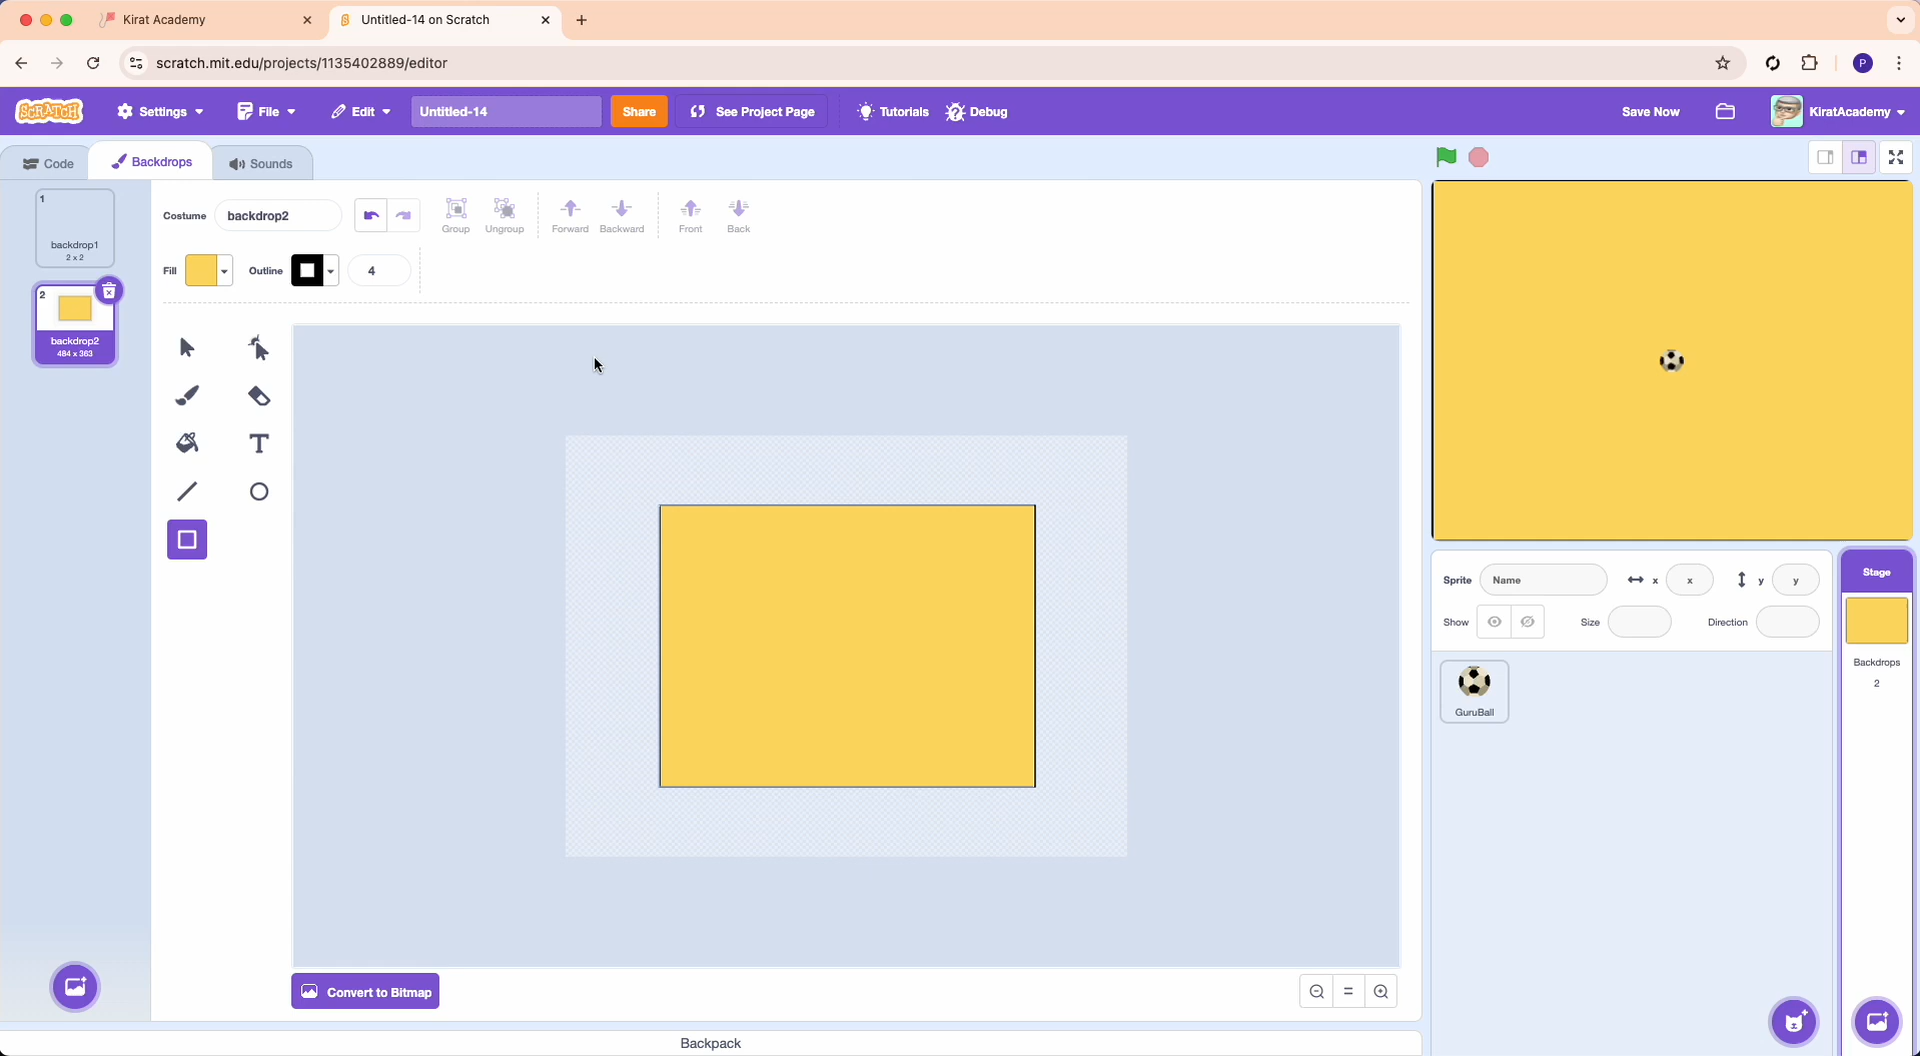 Kirat Academy
Untitled-14 on Scratch
scratch.mit.edu/projects/1135402889/editor
P
SCRATCH
Settings
File
Edit
Untitled-14
Share
See Project Page
Tutorials
Debug
Save Now
KiratAcademy
Code
Backdrops
Sounds
1
backdrop1
2 x 2
2
backdrop2
484 x 363
Costume
backdrop2
Group
Ungroup
Forward
Backward
Front
Back
Fill
Outline
4
T
Convert to Bitmap
Backpack
Sprite
Name
x
x
y
y
Show
Size
Direction
GuruBall
Stage
Backdrops
2